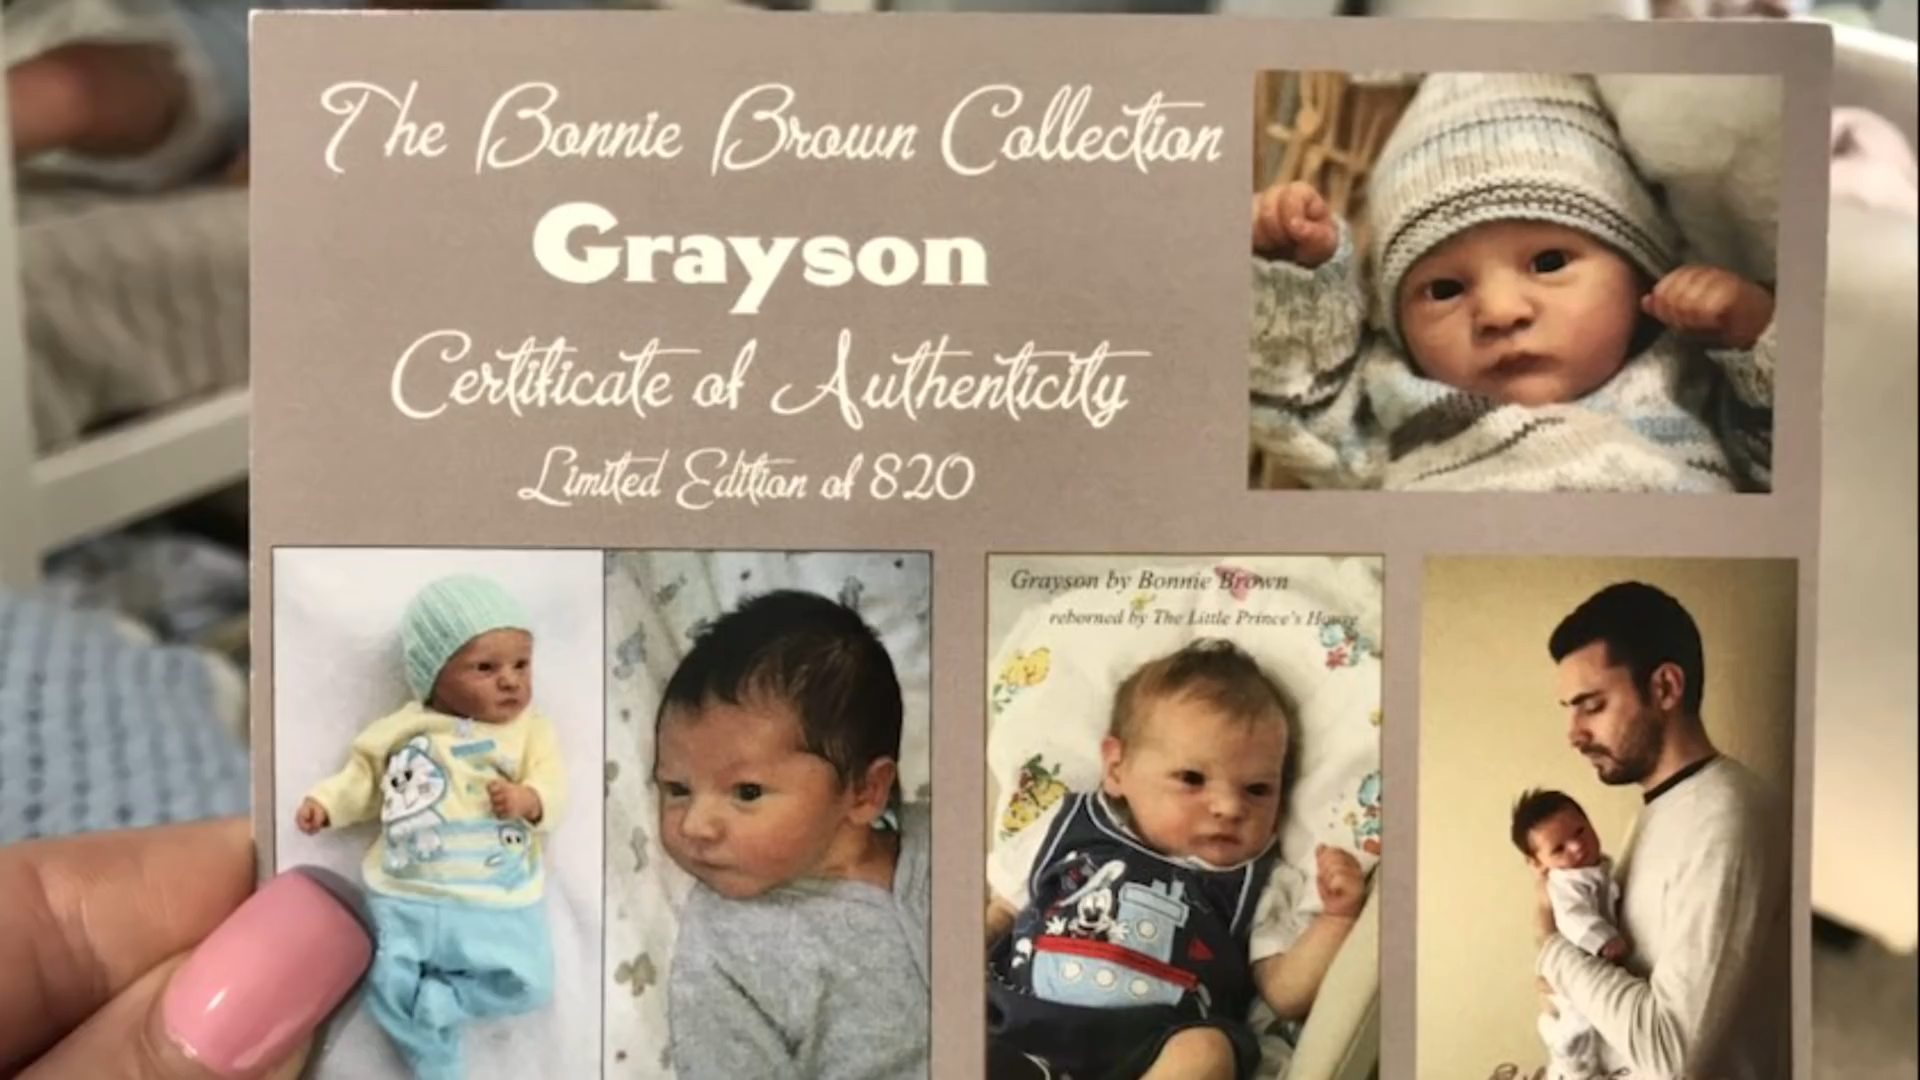 The Bonnie Brown Collection
Grayson
Certificate of Authenticity
Limited Edition of 820
Grayson by Bonnie Brown
reborned by The Little Prince's House